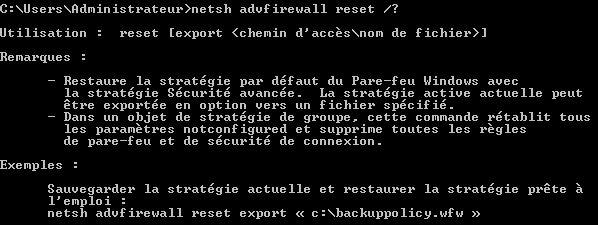 C:\Users\Administrateur>netsh advfirewall reset /?
Utilisation :  reset [export <chemin d'accès\nom de fichier>]
Remarques :
- Restaure la stratégie par défaut du Pare-feu Windows avec
la stratégie Sécurité avancée.  La stratégie active actuelle peut
être exportée en option vers un fichier spécifié.
- Dans un objet de stratégie de groupe, cette commande rétablit tous
les paramètres notconfigured et supprime toutes les règles
de pare-feu et de sécurité de connexion.
Exemples :
Sauvegarder la stratégie actuelle et restaurer la stratégie prête à
l'emploi :
netsh advfirewall reset export « c:\backuppolicy.wfw »